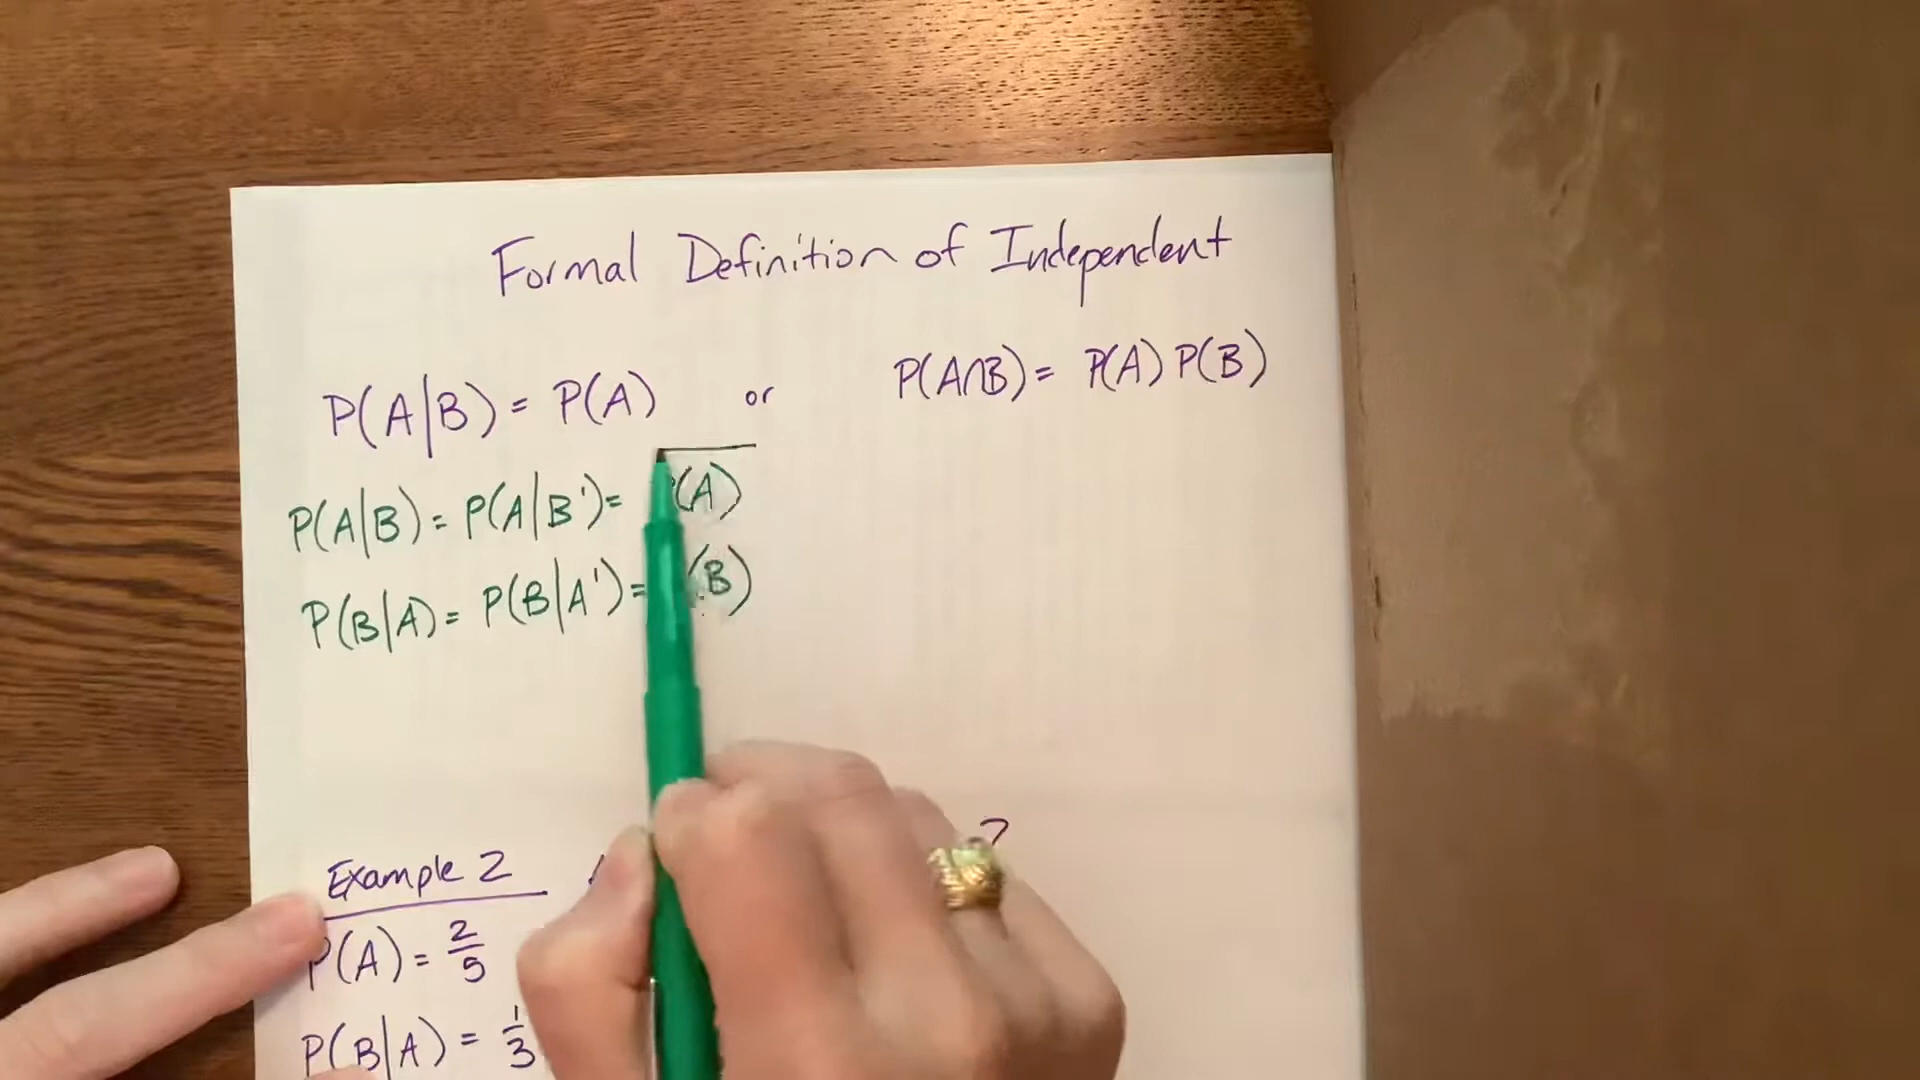 Formal Definition of Independent
P(A|B) = P(A) or P(A∩B) = P(A) P(B)
P(A|B) = P(A|B') = (A)
P(B|A) = P(B|A') = (B)
?
Example 2
P(A) = 2/5
P(B|A) = 1/3